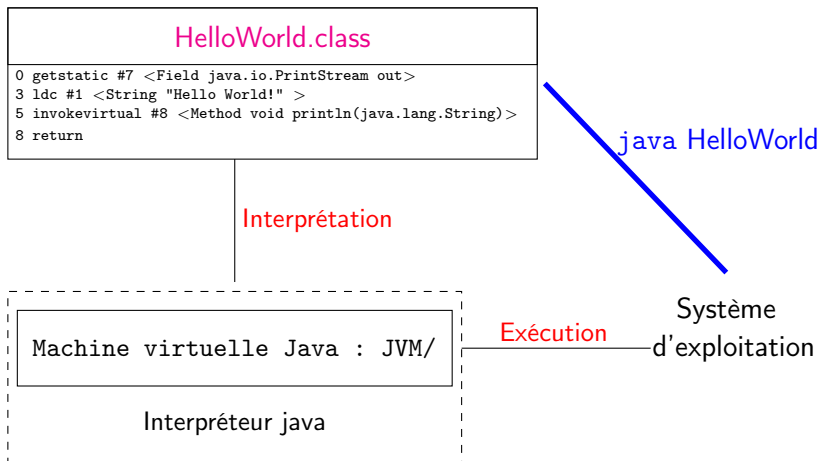 HelloWorld.class
0 getstatic #7 <Field java.io.PrintStream out>
3 ldc #1 <String "Hello World!" >
5 invokevirtual #8 <Method void println(java.lang.String)>
8 return
java HelloWorld
Interprétation
Système
d'exploitation
Exécution
Machine virtuelle Java : JVM/
Interpréteur java